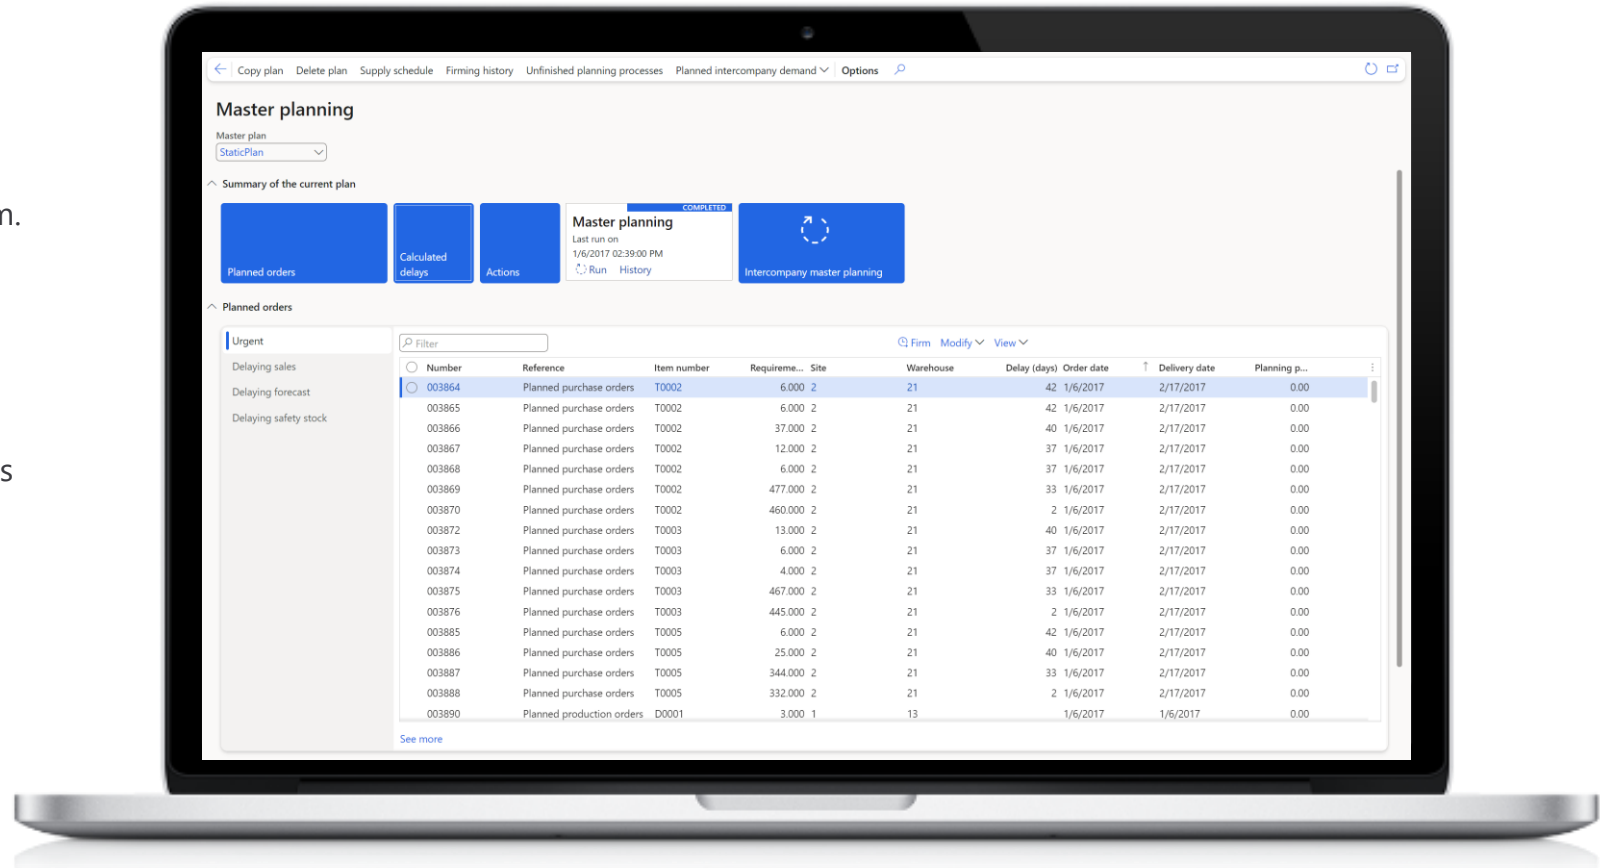 Copy plan Delete plan Supply schedule Firming history Unfinished planning processes Planned intercompany demand Options
Master planning
Master plan
StaticPlan
Summary of the current plan
Planned orders
Calculated
delays
Actions
COMPLETED
Master planning
Last run on
1/6/2017 02:39:00 PM
Run History
Intercompany master planning
Planned orders
Urgent
Delaying sales
Delaying forecast
Delaying safety stock
Filter
Firm Modify View
Number Reference Item number Requireme... Site Warehouse Delay (days) Order date Delivery date Planning p...
003864 Planned purchase orders T0002 6.000 2 21 42 1/6/2017 2/17/2017 0.00
003865 Planned purchase orders T0002 6.000 2 21 42 1/6/2017 2/17/2017 0.00
003866 Planned purchase orders T0002 37.000 2 21 40 1/6/2017 2/17/2017 0.00
003867 Planned purchase orders T0002 12.000 2 21 37 1/6/2017 2/17/2017 0.00
003868 Planned purchase orders T0002 6.000 2 21 37 1/6/2017 2/17/2017 0.00
003869 Planned purchase orders T0002 477.000 2 21 33 1/6/2017 2/17/2017 0.00
003870 Planned purchase orders T0002 460.000 2 21 2 1/6/2017 2/17/2017 0.00
003872 Planned purchase orders T0003 13.000 2 21 40 1/6/2017 2/17/2017 0.00
003873 Planned purchase orders T0003 6.000 2 21 37 1/6/2017 2/17/2017 0.00
003874 Planned purchase orders T0003 4.000 2 21 37 1/6/2017 2/17/2017 0.00
003875 Planned purchase orders T0003 467.000 2 21 33 1/6/2017 2/17/2017 0.00
003876 Planned purchase orders T0003 445.000 2 21 2 1/6/2017 2/17/2017 0.00
003885 Planned purchase orders T0005 6.000 2 21 42 1/6/2017 2/17/2017 0.00
003886 Planned purchase orders T0005 25.000 2 21 40 1/6/2017 2/17/2017 0.00
003887 Planned purchase orders T0005 344.000 2 21 33 1/6/2017 2/17/2017 0.00
003888 Planned purchase orders T0005 332.000 2 21 2 1/6/2017 2/17/2017 0.00
003890 Planned production orders D0001 3.000 1 13 1/6/2017 1/6/2017 0.00
See more